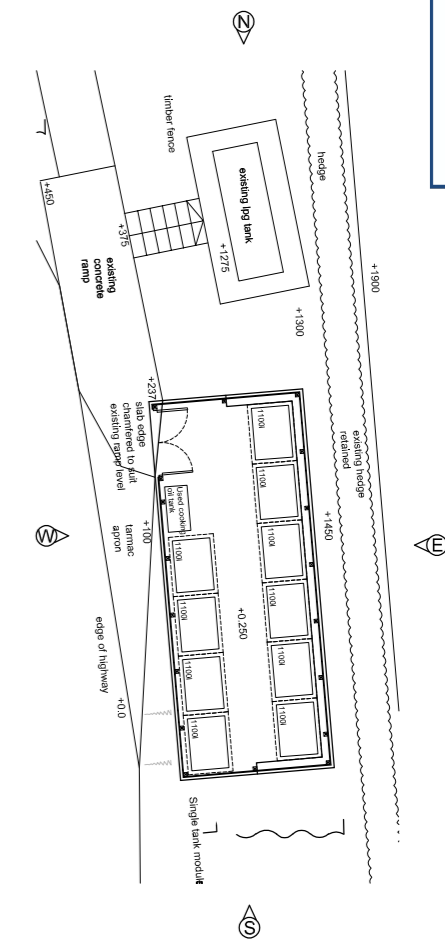 N
timber fence
hedge
existing lpg tank
+1900
+450
+375
+1275
+1300
existing
concrete
ramp
existing hedge
retained
+237
slab edge
chamfered to suit
existing ramp level
1100l
1100l
1100l
1100l
1100l
1100l
+1450
Used cooking
oil tank
1100l
1100l
1100l
1100l
+0.250
+100
tarmac
apron
W
E
edge of highway
+0.0
Single tank module
S